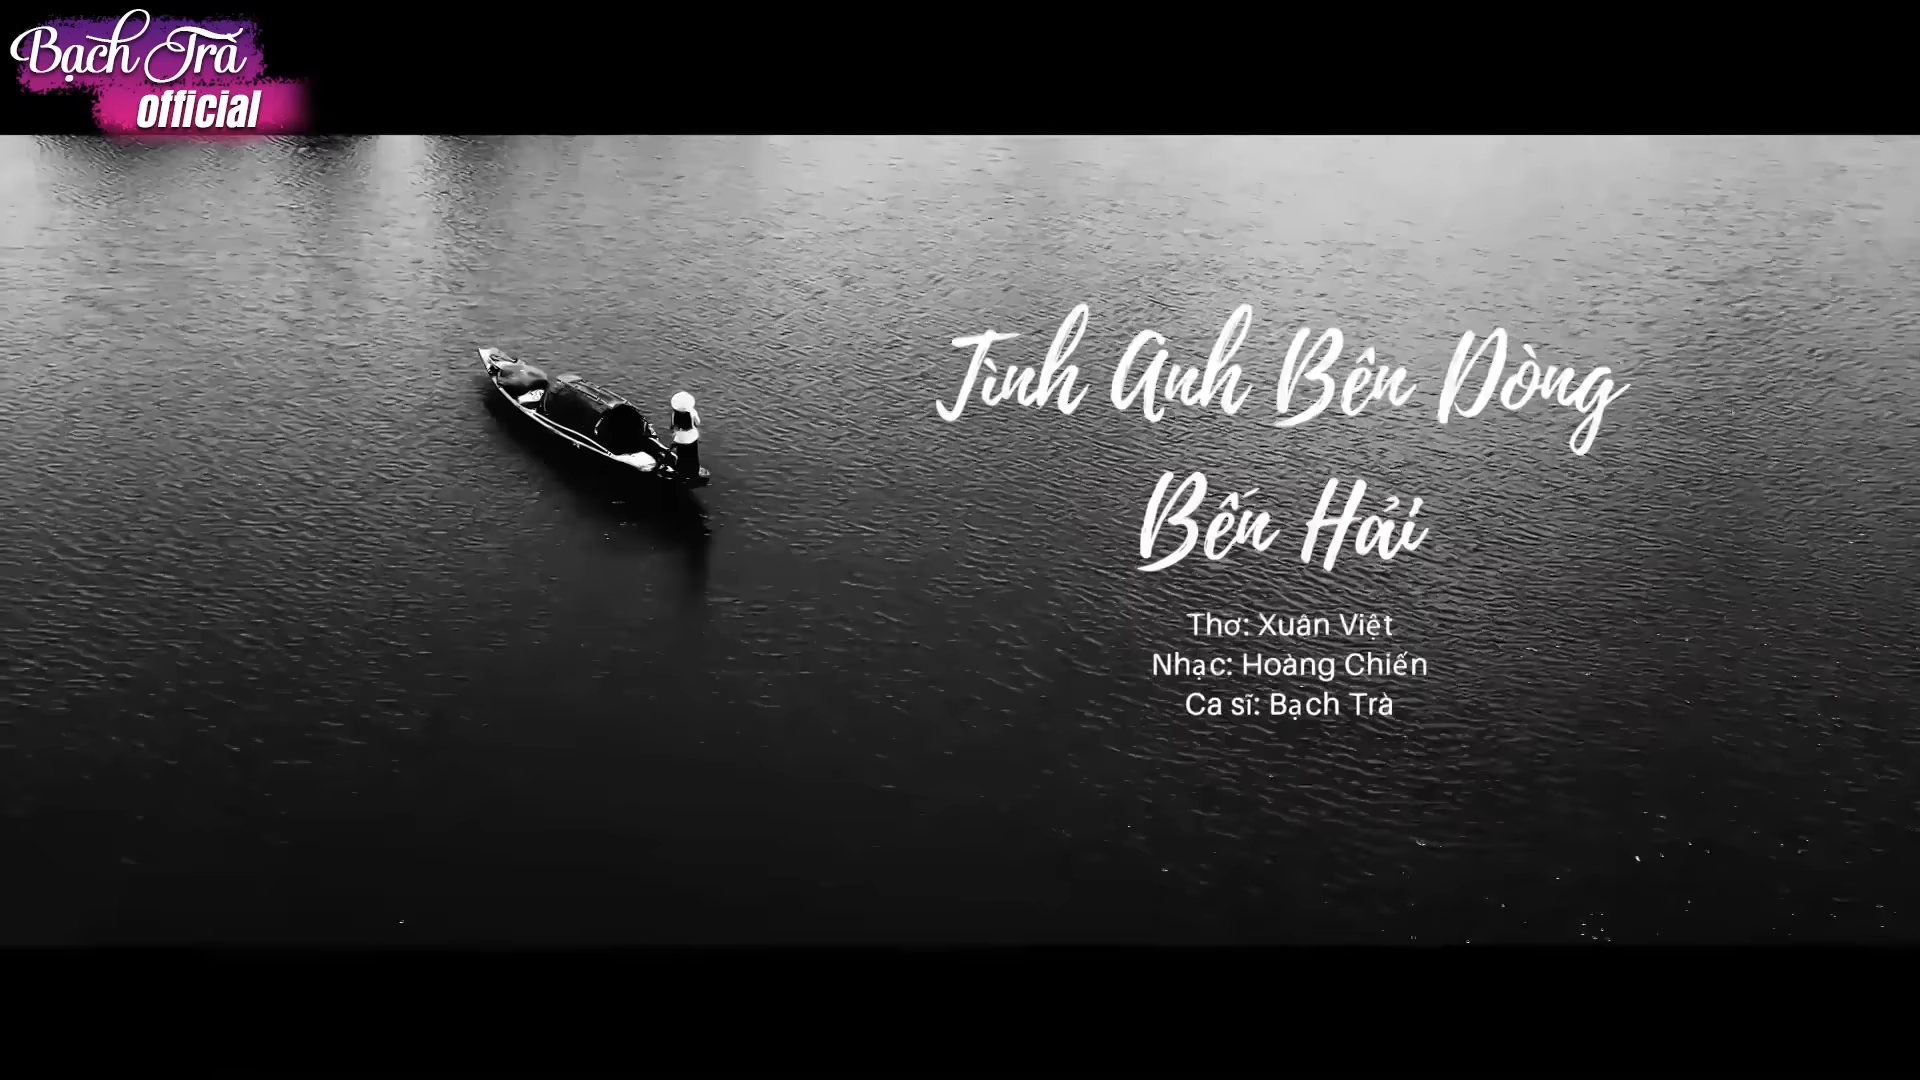 Bạch Trà
official
Tình Anh Bên Dòng
Bến Hải
Thơ: Xuân Việt
Nhạc: Hoàng Chiến
Ca sĩ: Bạch Trà